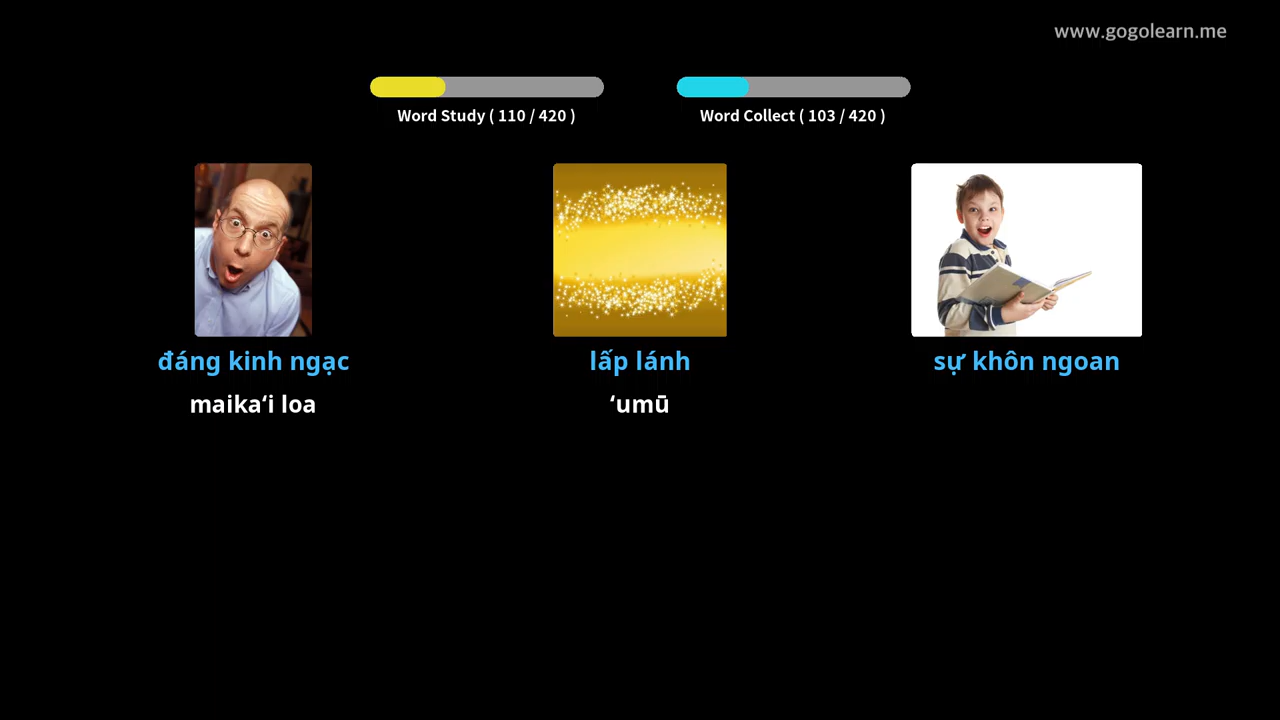 www.gogolearn.me
Word Study ( 110 / 420 )
Word Collect ( 103 / 420 )
đáng kinh ngạc
lấp lánh
sự khôn ngoan
maikaʻi loa
ʻumū